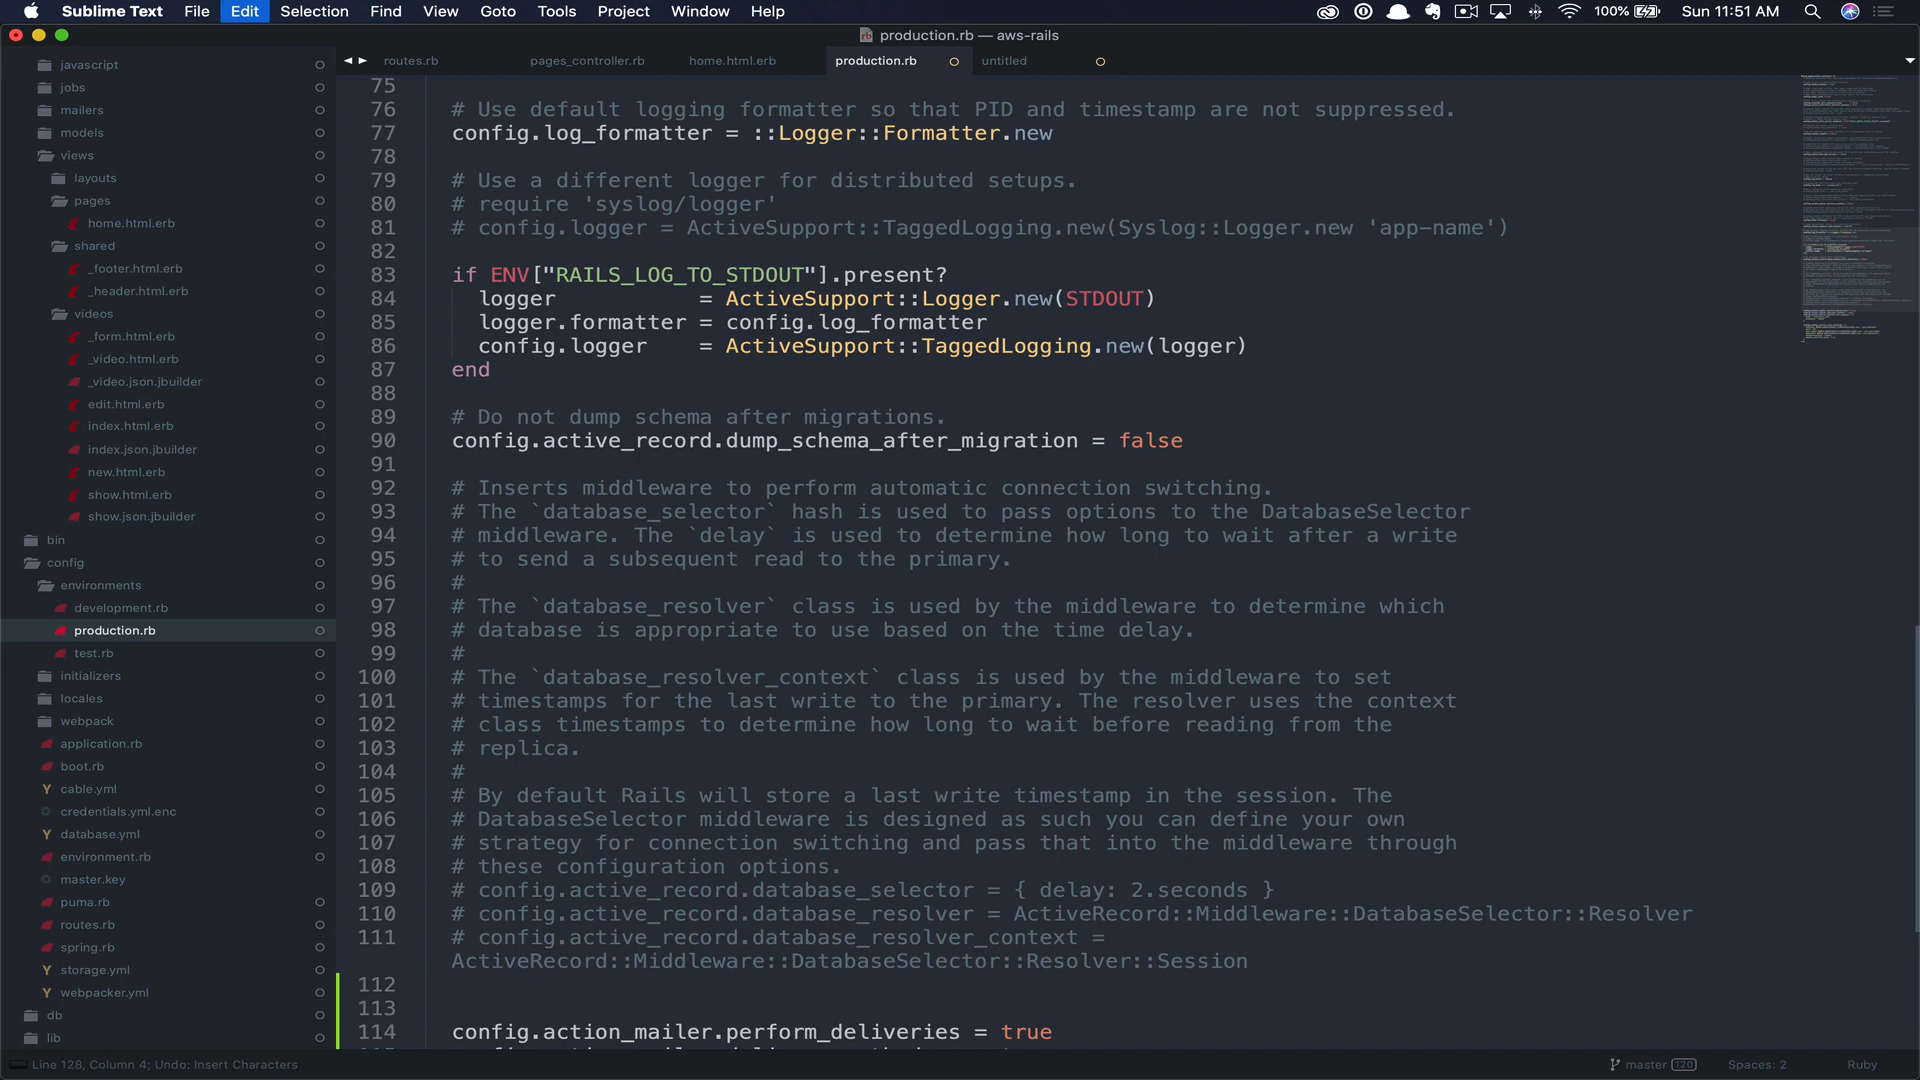 Sublime Text File Edit Selection Find View Goto Tools Project Window Help 100% Sun 11:51 AM
production.rb — aws-rails
routes.rb pages_controller.rb home.html.erb production.rb untitled
javascript
jobs
mailers
models
views
layouts
pages
home.html.erb
shared
_footer.html.erb
_header.html.erb
videos
_form.html.erb
_video.html.erb
_video.json.jbuilder
edit.html.erb
index.html.erb
index.json.jbuilder
new.html.erb
show.html.erb
show.json.jbuilder
bin
config
environments
development.rb
production.rb
test.rb
initializers
locales
webpack
application.rb
boot.rb
cable.yml
credentials.yml.enc
database.yml
environment.rb
master.key
puma.rb
routes.rb
spring.rb
storage.yml
webpacker.yml
db
lib
75
76 # Use default logging formatter so that PID and timestamp are not suppressed.
77 config.log_formatter = ::Logger::Formatter.new
78
79 # Use a different logger for distributed setups.
80 # require 'syslog/logger'
81 # config.logger = ActiveSupport::TaggedLogging.new(Syslog::Logger.new 'app-name')
82
83 if ENV["RAILS_LOG_TO_STDOUT"].present?
84 logger = ActiveSupport::Logger.new(STDOUT)
85 logger.formatter = config.log_formatter
86 config.logger = ActiveSupport::TaggedLogging.new(logger)
87 end
88
89 # Do not dump schema after migrations.
90 config.active_record.dump_schema_after_migration = false
91
92 # Inserts middleware to perform automatic connection switching.
93 # The `database_selector` hash is used to pass options to the DatabaseSelector
94 # middleware. The `delay` is used to determine how long to wait after a write
95 # to send a subsequent read to the primary.
96 #
97 # The `database_resolver` class is used by the middleware to determine which
98 # database is appropriate to use based on the time delay.
99 #
100 # The `database_resolver_context` class is used by the middleware to set
101 # timestamps for the last write to the primary. The resolver uses the context
102 # class timestamps to determine how long to wait before reading from the
103 # replica.
104 #
105 # By default Rails will store a last write timestamp in the session. The
106 # DatabaseSelector middleware is designed as such you can define your own
107 # strategy for connection switching and pass that into the middleware through
108 # these configuration options.
109 # config.active_record.database_selector = { delay: 2.seconds }
110 # config.active_record.database_resolver = ActiveRecord::Middleware::DatabaseSelector::Resolver
111 # config.active_record.database_resolver_context =
ActiveRecord::Middleware::DatabaseSelector::Resolver::Session
112
113
114 config.action_mailer.perform_deliveries = true
Line 128, Column 4; Undo: Insert Characters master 120 Spaces: 2 Ruby